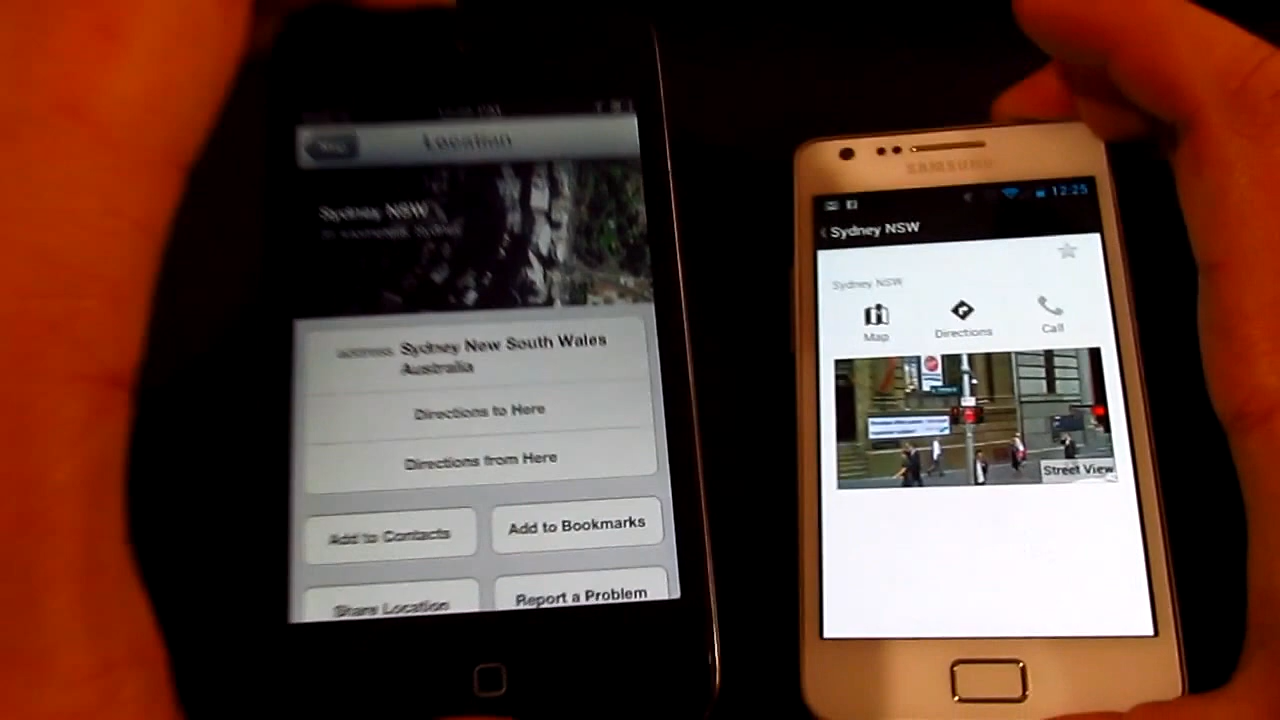 Location
Sydney NSW
address Sydney New South Wales
Australia
Directions to Here
Directions from Here
Add to Contacts
Add to Bookmarks
Share Location
Report a Problem
SAMSUNG
12:25
Sydney NSW
Sydney NSW
Map
Directions
Call
Street View